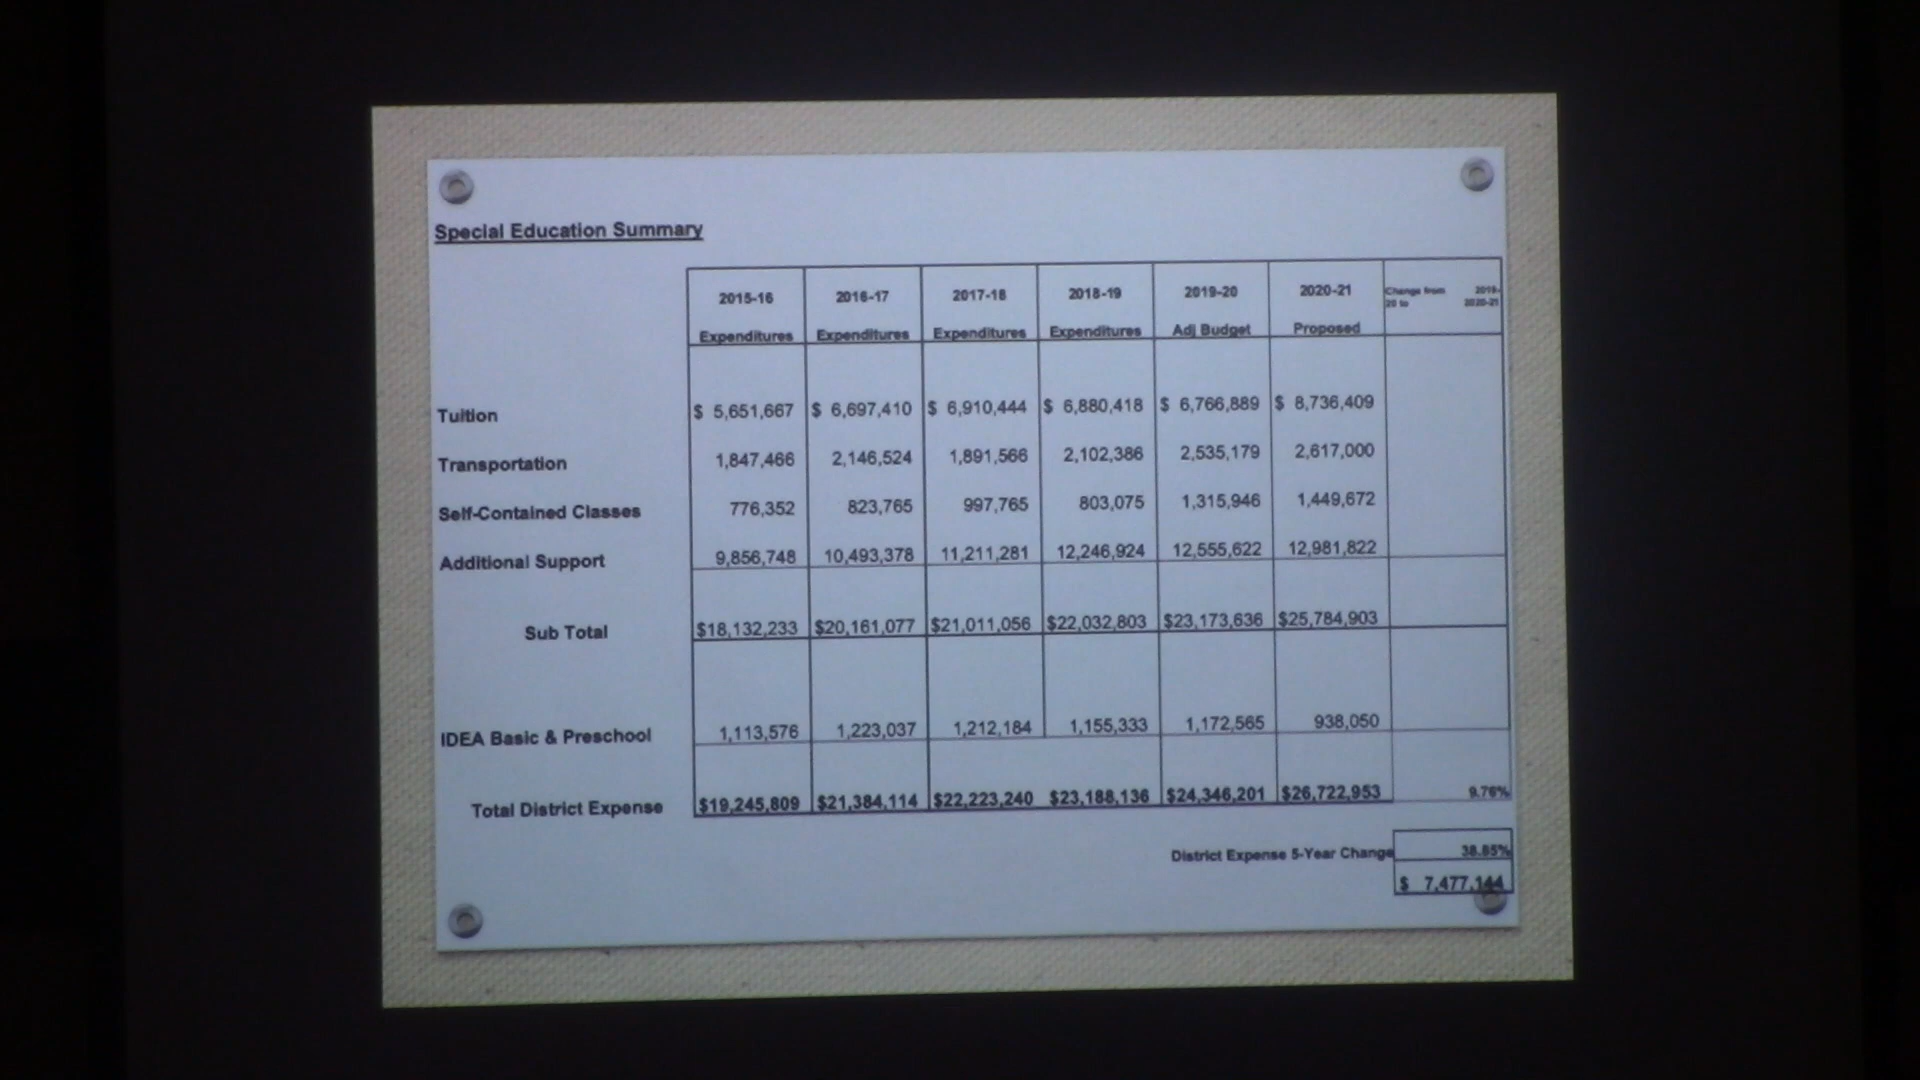 Special Education Summary
2015-16 2016-17 2017-18 2018-19 2019-20 2020-21 Change from 2019-
20 to 2020-21
Expenditures Expenditures Expenditures Expenditures Adj Budget Proposed
Tuition $ 5,651,667 $ 6,697,410 $ 6,910,444 $ 6,880,418 $ 6,766,889 $ 8,736,409
Transportation 1,847,466 2,146,524 1,891,566 2,102,386 2,535,179 2,617,000
Self-Contained Classes 776,352 823,765 997,765 803,075 1,315,946 1,449,672
Additional Support 9,856,748 10,493,378 11,211,281 12,246,924 12,555,622 12,981,822
Sub Total $18,132,233 $20,161,077 $21,011,056 $22,032,803 $23,173,636 $25,784,903
IDEA Basic & Preschool 1,113,576 1,223,037 1,212,184 1,155,333 1,172,565 938,050
Total District Expense $19,245,809 $21,384,114 $22,223,240 $23,188,136 $24,346,201 $26,722,953 9.76%
District Expense 5-Year Change 38.85%
$ 7,477,144